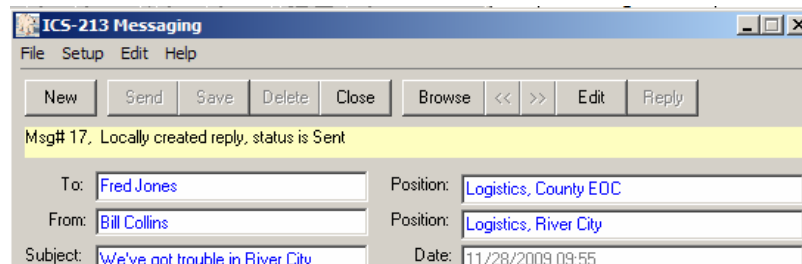 ICS-213 Messaging
File Setup Edit Help
New Send Save Delete Close Browse << >> Edit Reply
Msg# 17, Locally created reply, status is Sent
To: Fred Jones Position: Logistics, County EOC
From: Bill Collins Position: Logistics, River City
Subject: We've got trouble in River City Date: 11/28/2009 09:55